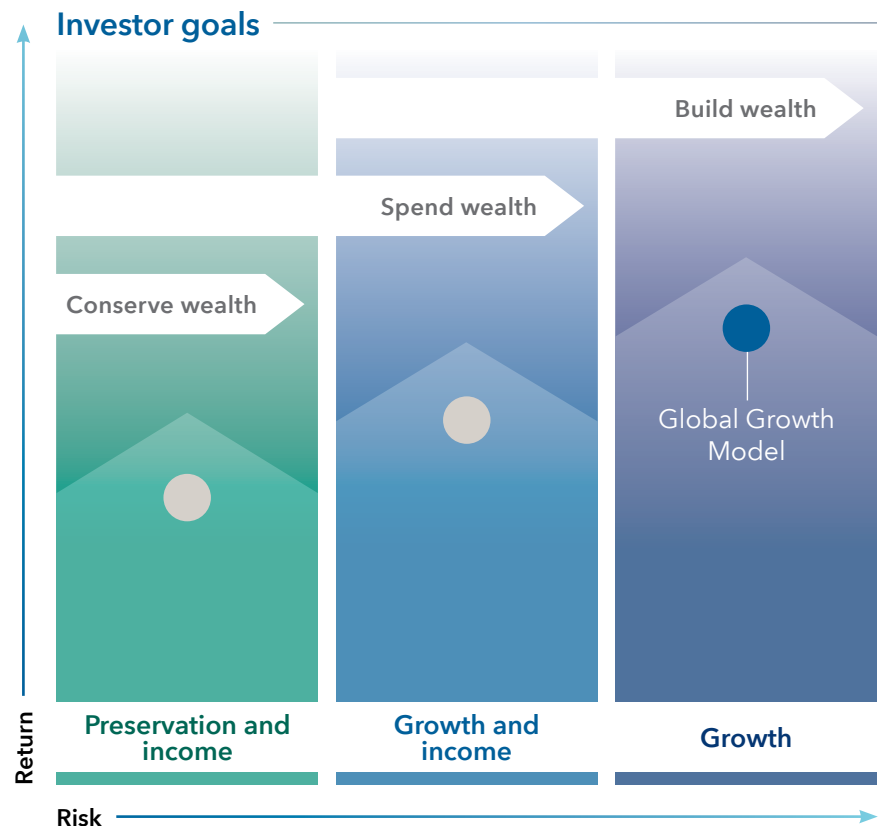 Investor goals
Build wealth
Spend wealth
Conserve wealth
Global Growth
Model
Preservation and
income
Growth and
income
Growth
Return
Risk